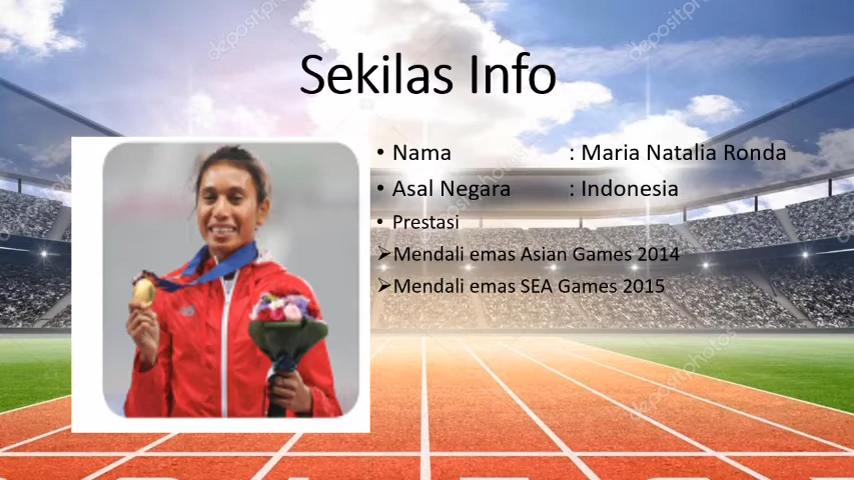 Sekilas Info
• Nama : Maria Natalia Ronda
• Asal Negara : Indonesia
• Prestasi
➢Mendali emas Asian Games 2014
➢Mendali emas SEA Games 2015
depositphotos